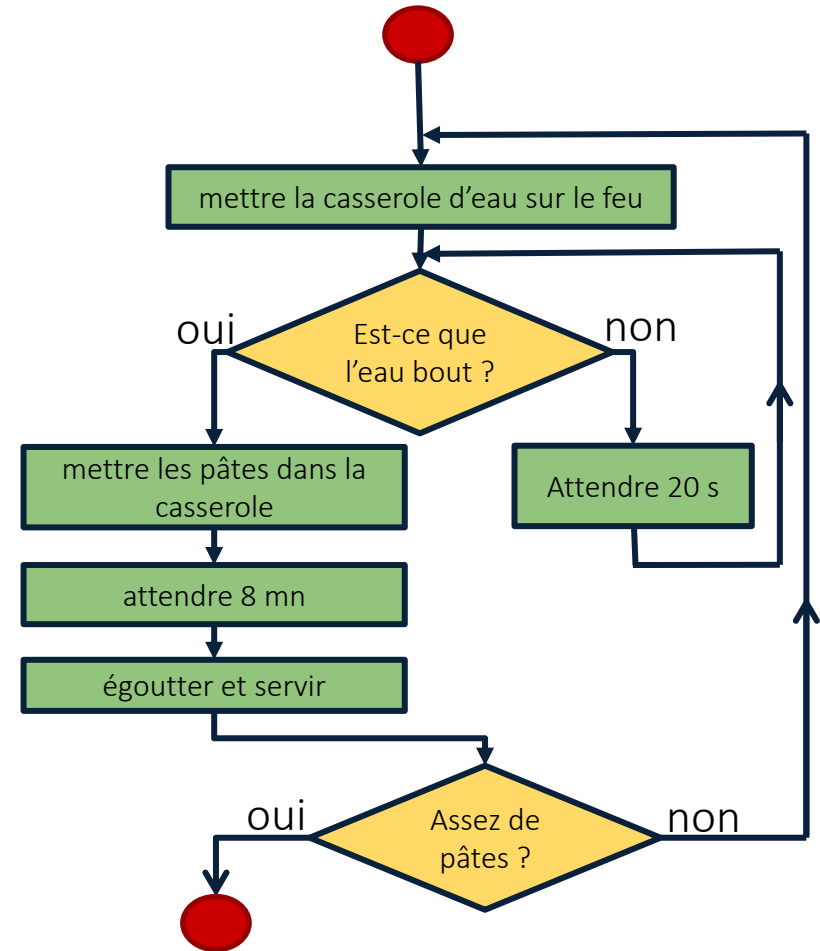 mettre la casserole d'eau sur le feu
oui
Est-ce que
l'eau bout ?
non
mettre les pâtes dans la
casserole
Attendre 20 s
attendre 8 mn
égoutter et servir
oui
Assez de
pâtes ?
non